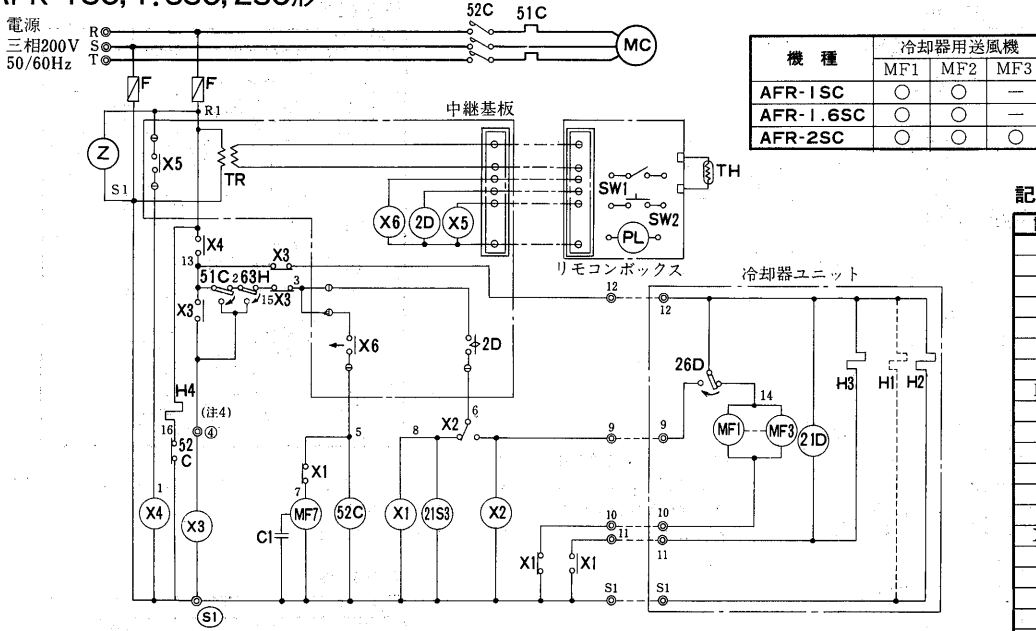 AFR-1SC, 1.6SC, 2SC形
電源
三相200V
50/60Hz
R
S
T
52C
51C
MC
F
F
R1
Z
X5
S1
TR
中継基板
X6
2D
X5
SW1
SW2
PL
TH
リモコンボックス
機種
冷却器用送風機
MF1
MF2
MF3
AFR-1SC
○
○
—
AFR-1.6SC
○
○
—
AFR-2SC
○
○
○
記
X4
13
X3
51C
2
63H
15
X3
3
X3
冷却器ユニット
12
12
X6
2D
H4
(注4)
④
16
52
C
26D
14
MF1
MF3
21D
H3
H1
H2
6
X2
8
5
9
9
1
X4
X3
X1
7
MF7
C1
52C
X1
21S3
X2
10
11
10
11
X1
X1
S1
S1
S1